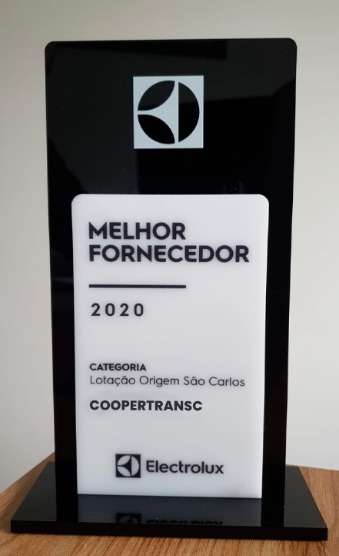 MELHOR
FORNECEDOR
2020
CATEGORIA
Lotação Origem São Carlos
COOPERTRANSC
Electrolux